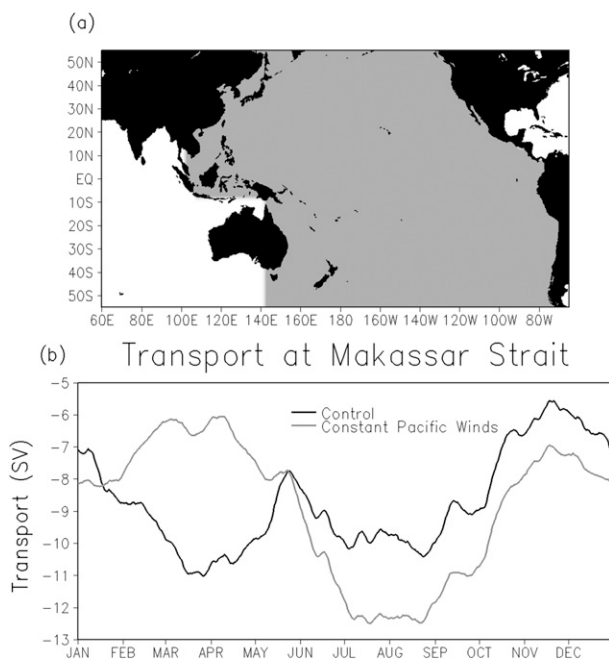 (a)
50N
40N
30N
20N
10N
EQ
10S
20S
30S
40S
50S
60E 80E 100E 120E 140E 160E 180 160W 140W 120W 100W 80W
(b) Transport at Makassar Strait
Control
Constant Pacific Winds
Transport (SV)
-5
-6
-7
-8
-9
-10
-11
-12
-13
JAN FEB MAR APR MAY JUN JUL AUG SEP OCT NOV DEC